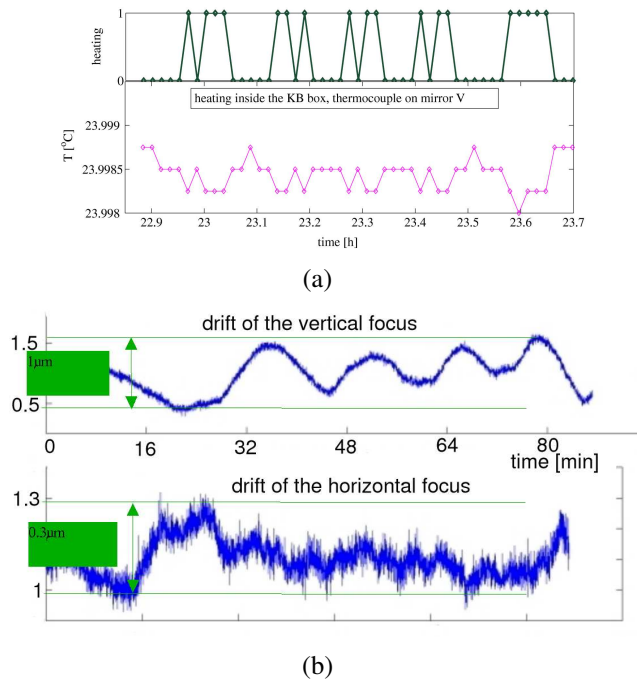 1
heating
0
heating inside the KB box, thermocouple on mirror V
23.999
T [°C]
23.9985
23.998
22.9 23 23.1 23.2 23.3 23.4 23.5 23.6 23.7
time [h]
(a)
drift of the vertical focus
1.5
1µm
0.5
0 16 32 48 64 80
time [min]
drift of the horizontal focus
1.3
0.3µm
1
(b)